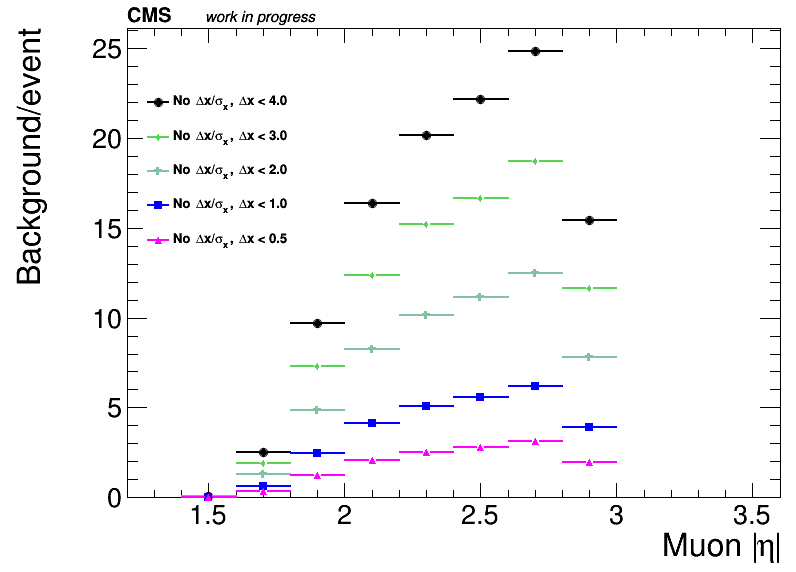 CMS work in progress
Background/event
25
20
15
10
5
0
No Δx/σx, Δx < 4.0
No Δx/σx, Δx < 3.0
No Δx/σx, Δx < 2.0
No Δx/σx, Δx < 1.0
No Δx/σx, Δx < 0.5
1.5 2 2.5 3 3.5
Muon |η|